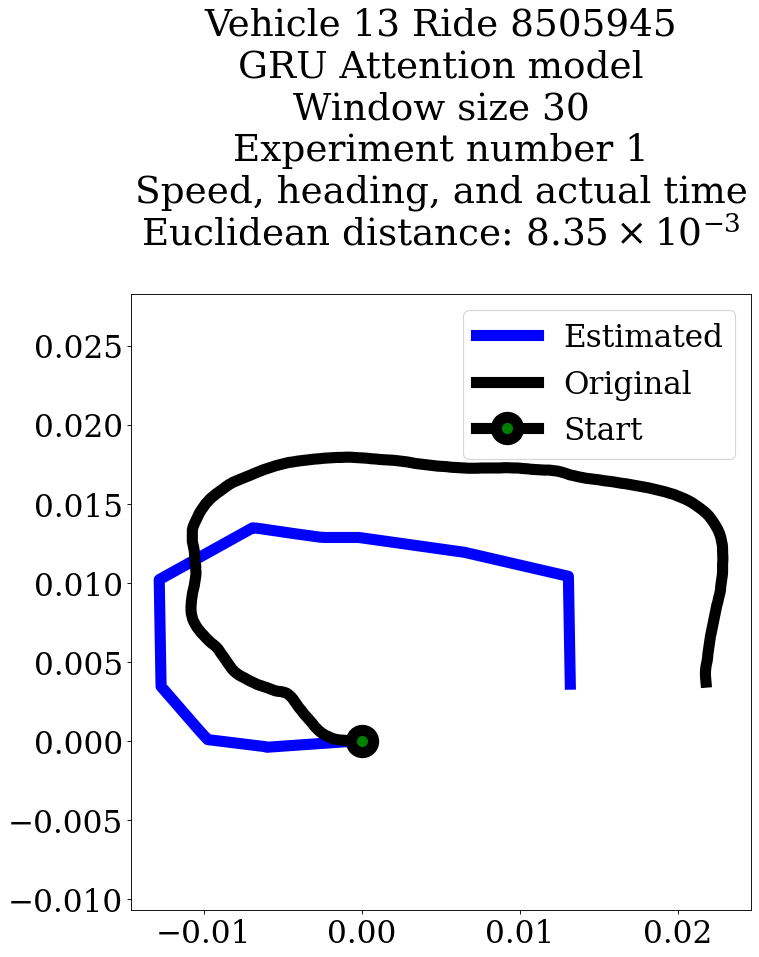 Vehicle 13 Ride 8505945
GRU Attention model
Window size 30
Experiment number 1
Speed, heading, and actual time
Euclidean distance: 8.35 × 10⁻³
Estimated
Original
Start
0.025
0.020
0.015
0.010
0.005
0.000
−0.005
−0.010
−0.01 0.00 0.01 0.02